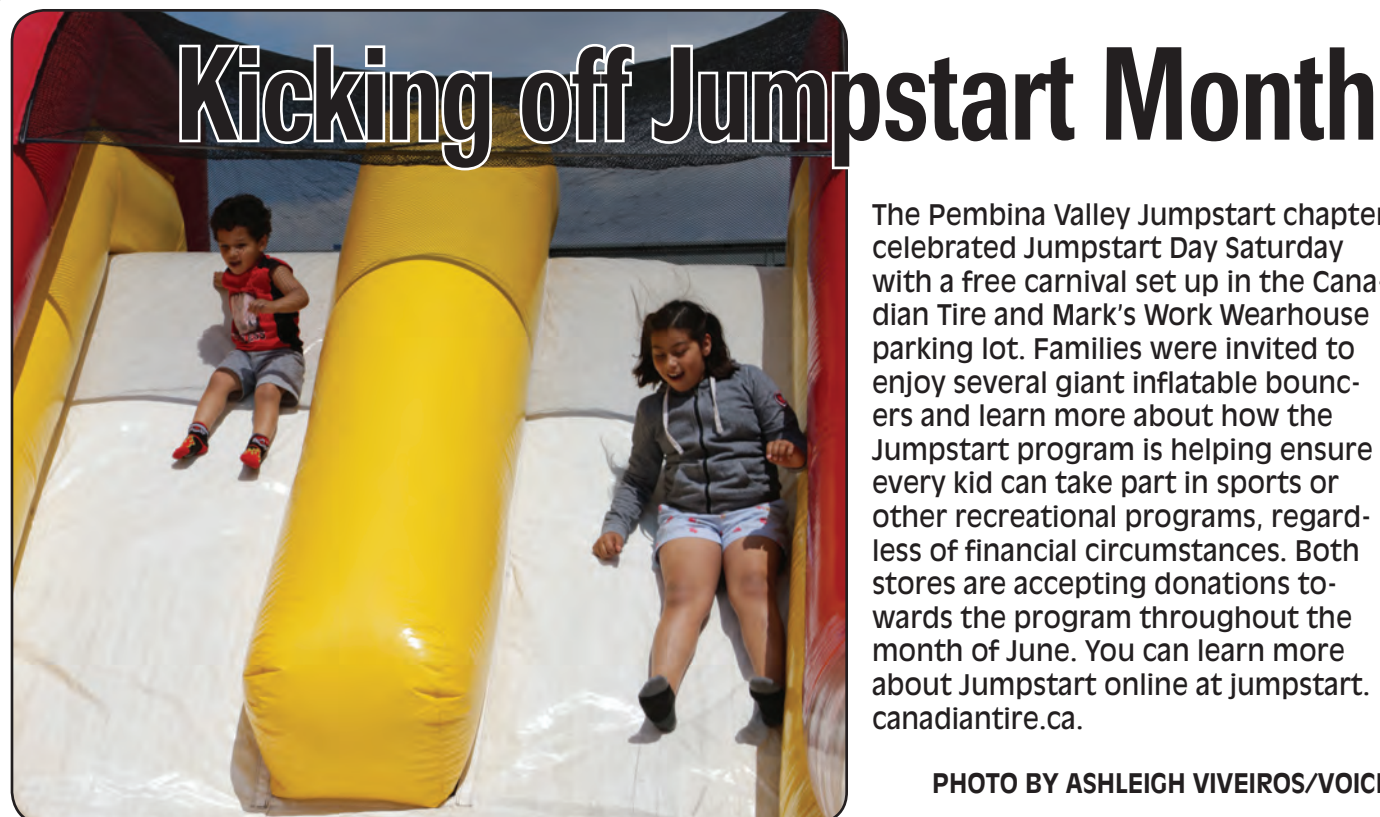 Kicking off Jumpstart Month
The Pembina Valley Jumpstart chapter
celebrated Jumpstart Day Saturday
with a free carnival set up in the Cana-
dian Tire and Mark's Work Wearhouse
parking lot. Families were invited to
enjoy several giant inflatable bounc-
ers and learn more about how the
Jumpstart program is helping ensure
every kid can take part in sports or
other recreational programs, regard-
less of financial circumstances. Both
stores are accepting donations to-
wards the program throughout the
month of June. You can learn more
about Jumpstart online at jumpstart.
canadiantire.ca.
PHOTO BY ASHLEIGH VIVEIROS/VOICE